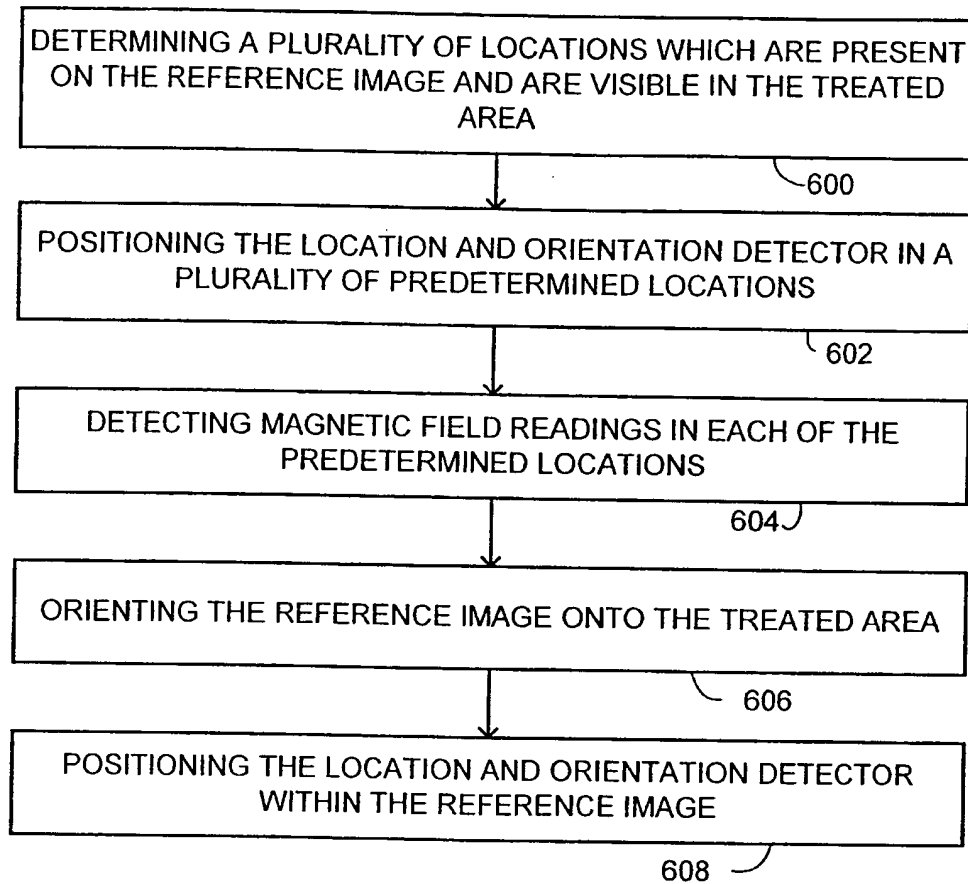 DETERMINING A PLURALITY OF LOCATIONS WHICH ARE PRESENT
ON THE REFERENCE IMAGE AND ARE VISIBLE IN THE TREATED
AREA
600
POSITIONING THE LOCATION AND ORIENTATION DETECTOR IN A
PLURALITY OF PREDETERMINED LOCATIONS
602
DETECTING MAGNETIC FIELD READINGS IN EACH OF THE
PREDETERMINED LOCATIONS
604
ORIENTING THE REFERENCE IMAGE ONTO THE TREATED AREA
606
POSITIONING THE LOCATION AND ORIENTATION DETECTOR
WITHIN THE REFERENCE IMAGE
608